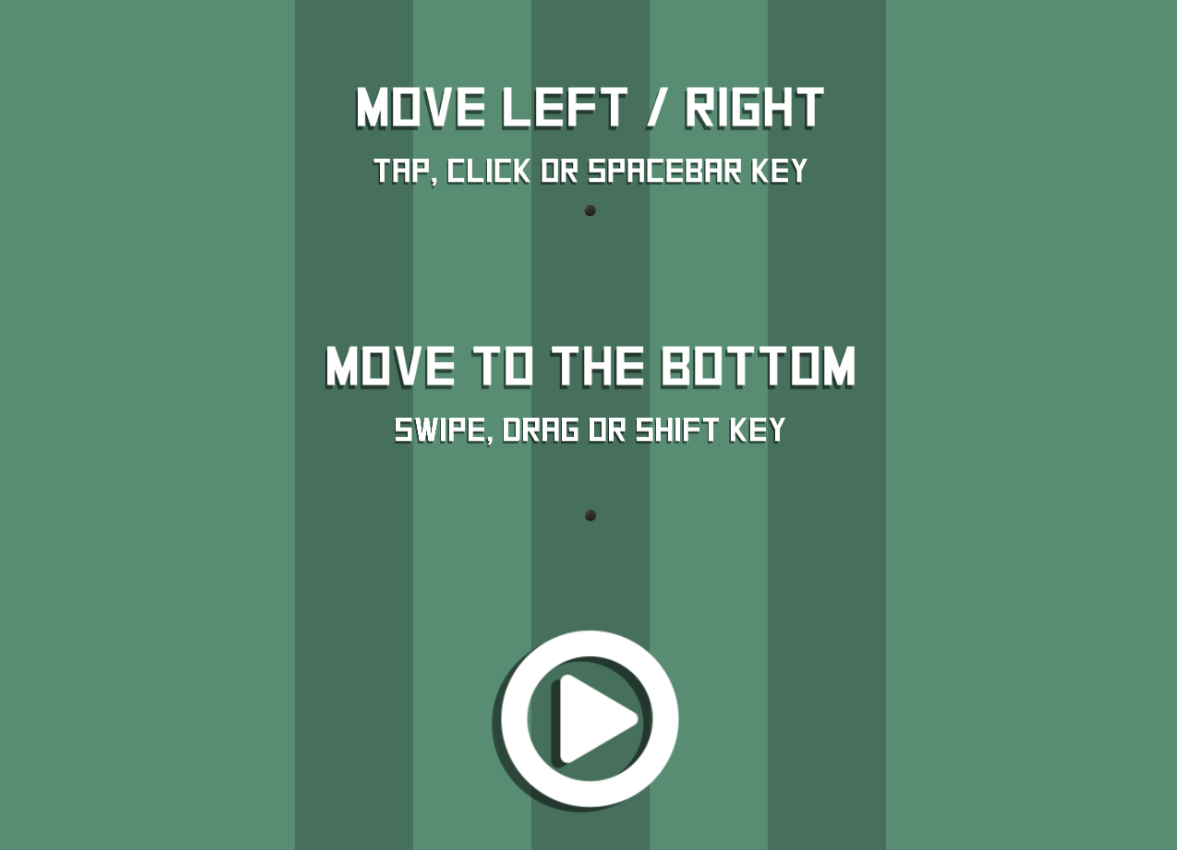 MOVE LEFT / RIGHT
TAP, CLICK OR SPACEBAR KEY
MOVE TO THE BOTTOM
SWIPE, DRAG OR SHIFT KEY